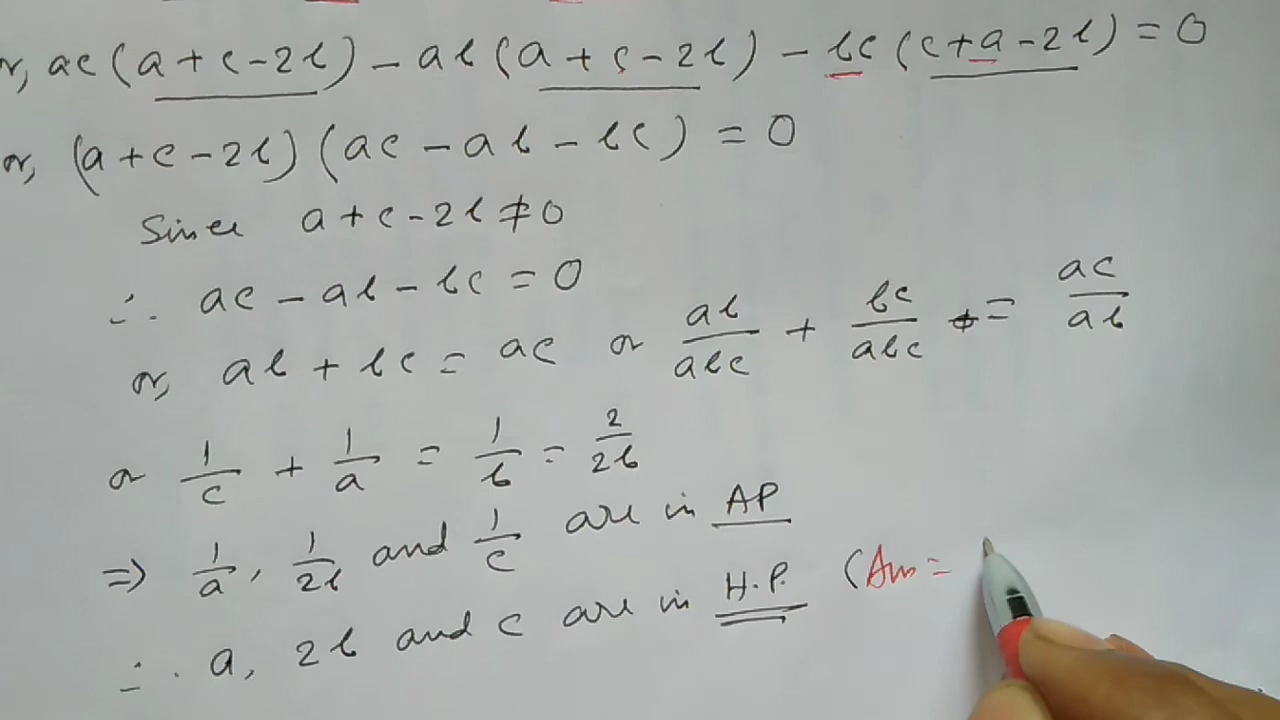 or, ac(a+c-2b) - ab(a+c-2b) - bc(c+a-2b) = 0
or, (a+c-2b)(ac-ab-bc) = 0
Since a+c-2b ≠ 0
∴ ac-ab-bc = 0
or, ab+bc = ac or ab/abc + bc/abc = ac/ab
or 1/c + 1/a = 1/b = 2/2b
⇒ 1/a, 1/2b and 1/c are in AP
∴ a, 2b and c are in H.P. (Ans =